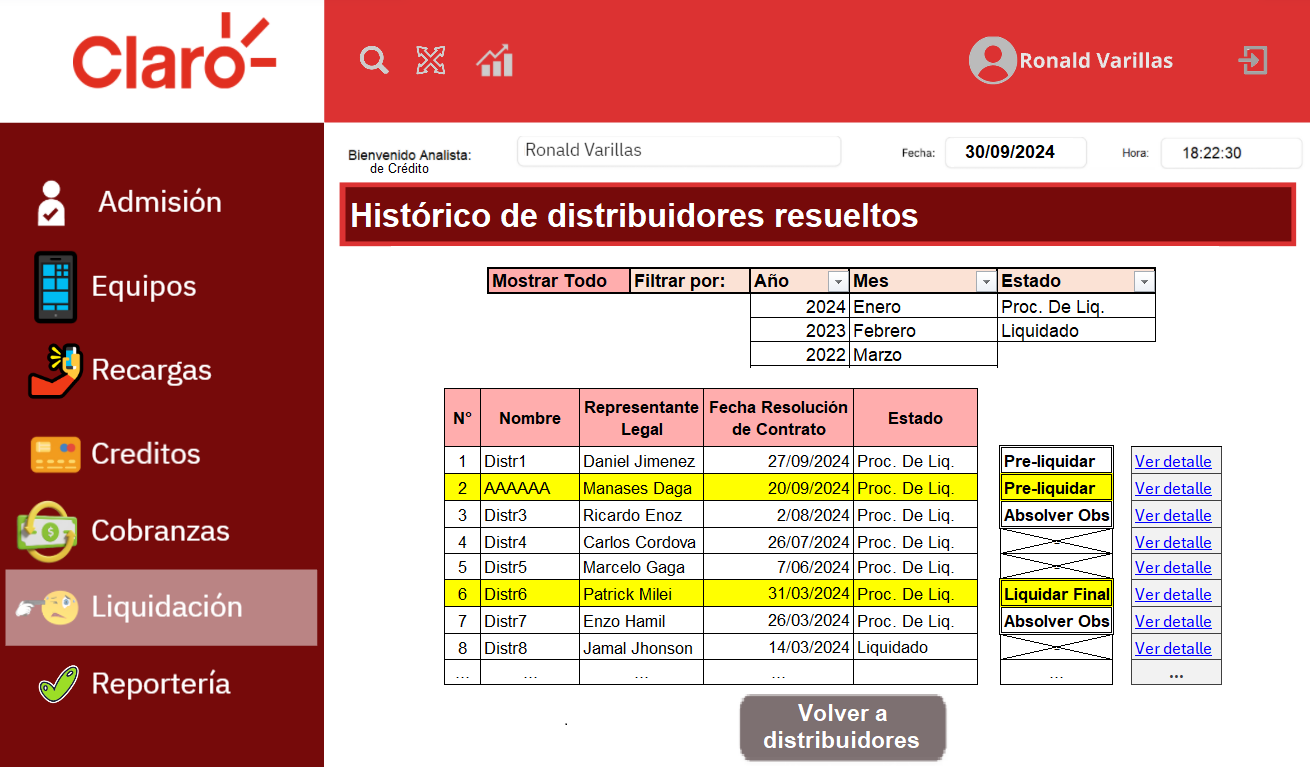 Claro
Ronald Varillas
Bienvenido Analista:
de Crédito
Ronald Varillas
Fecha:
30/09/2024
Hora:
18:22:30
Admisión
Equipos
Recargas
Creditos
Cobranzas
Liquidación
Reportería
Histórico de distribuidores resueltos
Mostrar Todo Filtrar por: Año Mes Estado
2024 Enero Proc. De Liq.
2023 Febrero Liquidado
2022 Marzo
N° Nombre Representante Legal Fecha Resolución de Contrato Estado
1 Distr1 Daniel Jimenez 27/09/2024 Proc. De Liq. Pre-liquidar Ver detalle
2 AAAAAA Manases Daga 20/09/2024 Proc. De Liq. Pre-liquidar Ver detalle
3 Distr3 Ricardo Enoz 2/08/2024 Proc. De Liq. Absolver Obs Ver detalle
4 Distr4 Carlos Cordova 26/07/2024 Proc. De Liq. Ver detalle
5 Distr5 Marcelo Gaga 7/06/2024 Proc. De Liq. Ver detalle
6 Distr6 Patrick Milei 31/03/2024 Proc. De Liq. Liquidar Final Ver detalle
7 Distr7 Enzo Hamil 26/03/2024 Proc. De Liq. Absolver Obs Ver detalle
8 Distr8 Jamal Jhonson 14/03/2024 Liquidado Ver detalle
... ... ... ... ... ...
Volver a
distribuidores